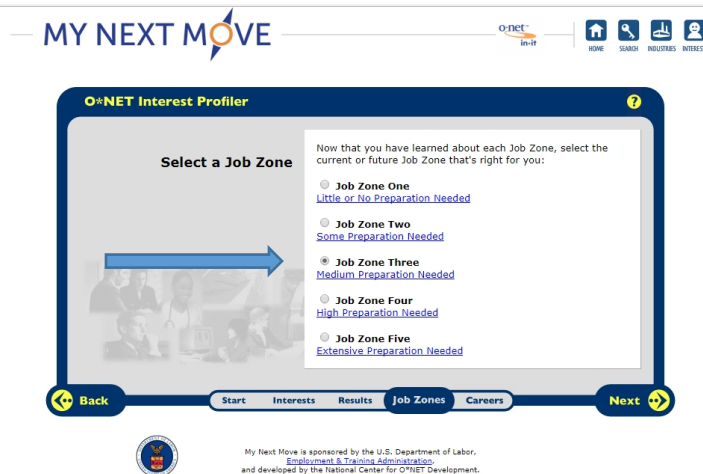 MY NEXT MOVE
o·net™
in-it
HOME SEARCH INDUSTRIES INTEREST
O*NET Interest Profiler
?
Select a Job Zone
Now that you have learned about each Job Zone, select the
current or future Job Zone that's right for you:
Job Zone One
Little or No Preparation Needed
Job Zone Two
Some Preparation Needed
Job Zone Three
Medium Preparation Needed
Job Zone Four
High Preparation Needed
Job Zone Five
Extensive Preparation Needed
Back Start Interests Results Job Zones Careers Next
My Next Move is sponsored by the U.S. Department of Labor,
Employment & Training Administration,
and developed by the National Center for O*NET Development.